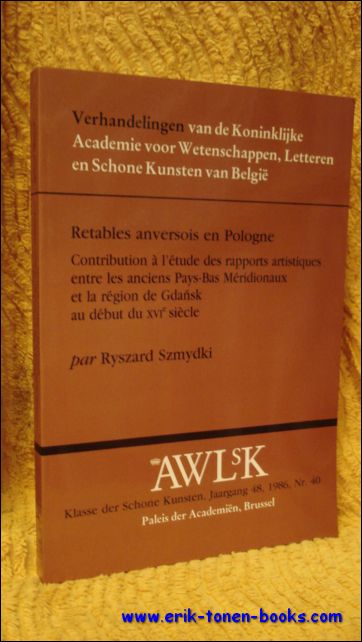 Verhandelingen van de Koninklijke
Academie voor Wetenschappen, Letteren
en Schone Kunsten van België
Retables anversois en Pologne
Contribution à l'étude des rapports artistiques
entre les anciens Pays-Bas Méridionaux
et la région de Gdańsk
au début du XVIe siècle
par Ryszard Szmydki
AWLSK
Klasse der Schone Kunsten, Jaargang 48, 1986, Nr. 40
Paleis der Academiën, Brussel
www.erik-tonen-books.com